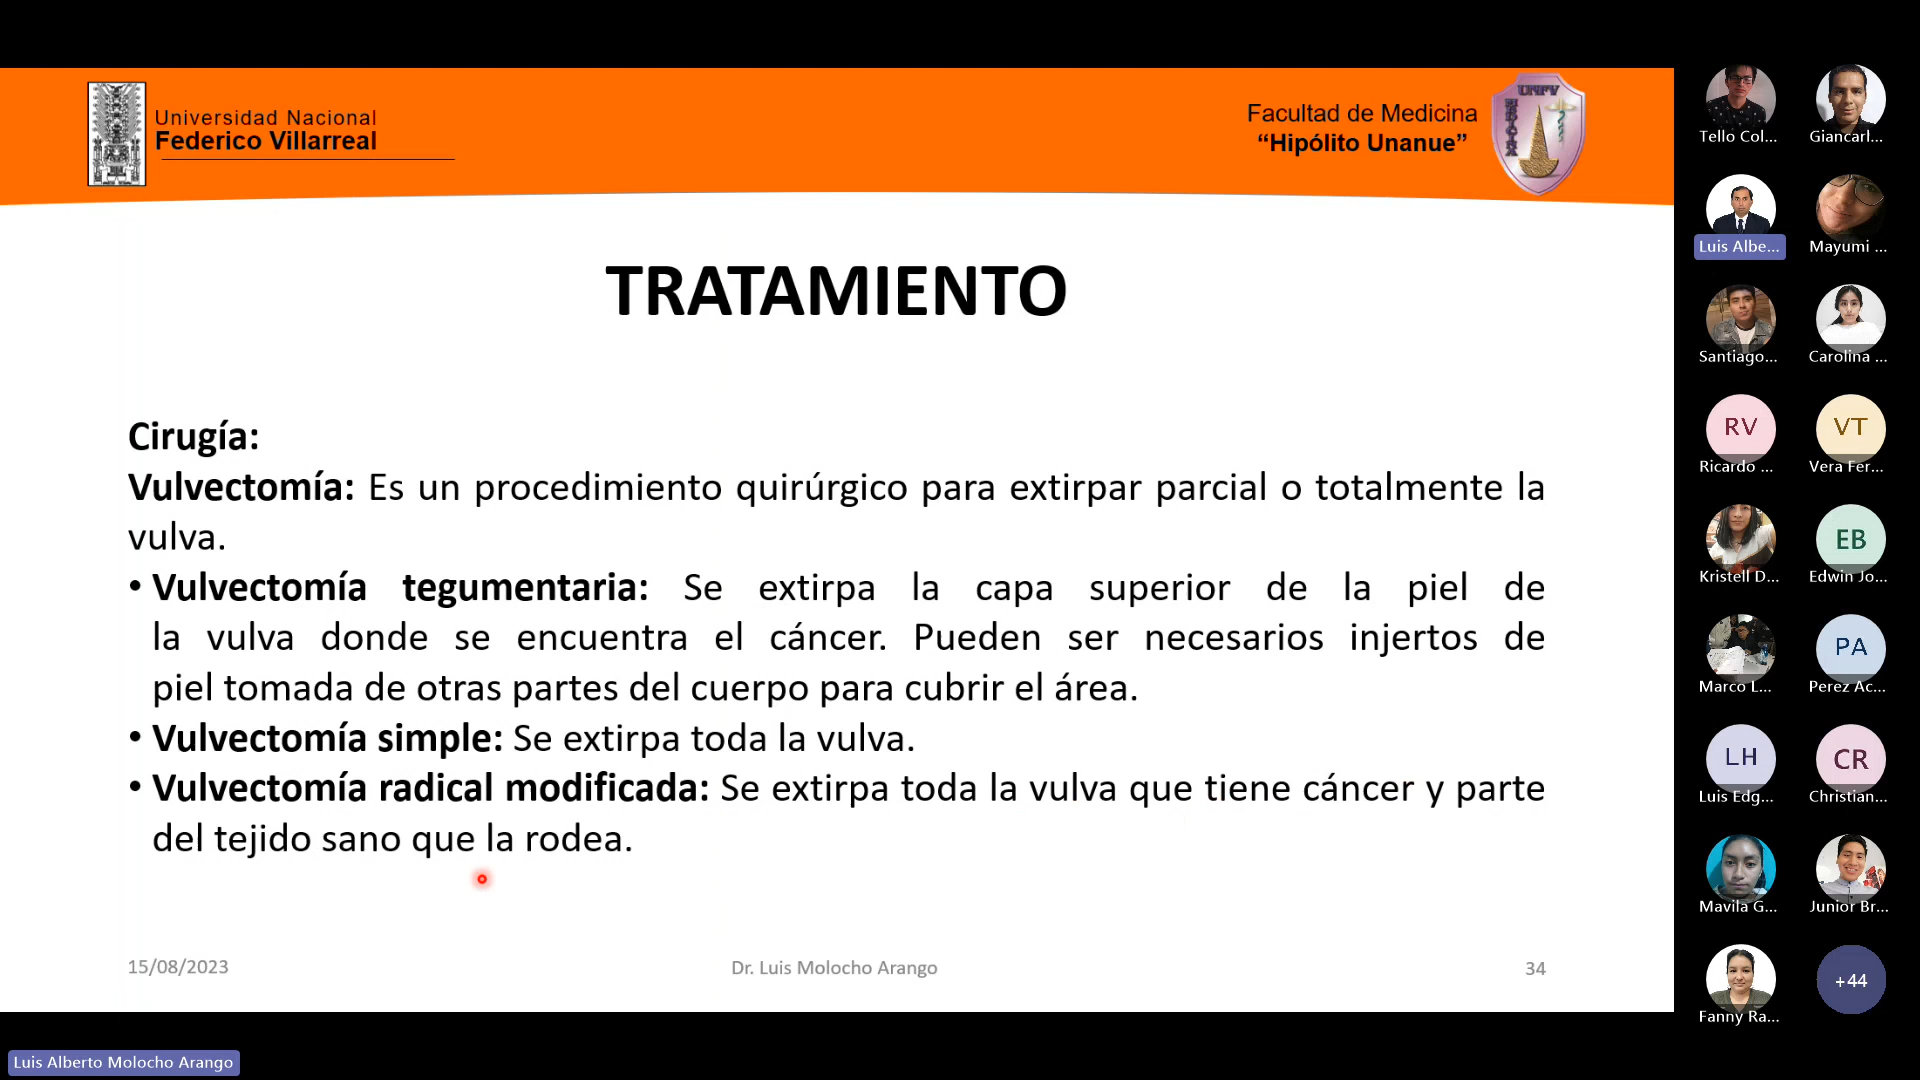 Universidad Nacional
Federico Villarreal
Facultad de Medicina
“Hipólito Unanue”
UNFV
TRATAMIENTO
Cirugía:
Vulvectomía: Es un procedimiento quirúrgico para extirpar parcial o totalmente la
vulva.
• Vulvectomía tegumentaria: Se extirpa la capa superior de la piel de
la vulva donde se encuentra el cáncer. Pueden ser necesarios injertos de
piel tomada de otras partes del cuerpo para cubrir el área.
• Vulvectomía simple: Se extirpa toda la vulva.
• Vulvectomía radical modificada: Se extirpa toda la vulva que tiene cáncer y parte
del tejido sano que la rodea.
15/08/2023
Dr. Luis Molocho Arango
34
Tello Col...
Giancarl...
Luis Albe...
Mayumi ...
Santiago...
Carolina ...
RV
Ricardo ...
VT
Vera Fer...
Kristell D...
EB
Edwin Jo...
Marco L...
PA
Perez Ac...
LH
Luis Edg...
CR
Christian...
Mavila G...
Junior Br...
Fanny Ra...
+44
Luis Alberto Molocho Arango